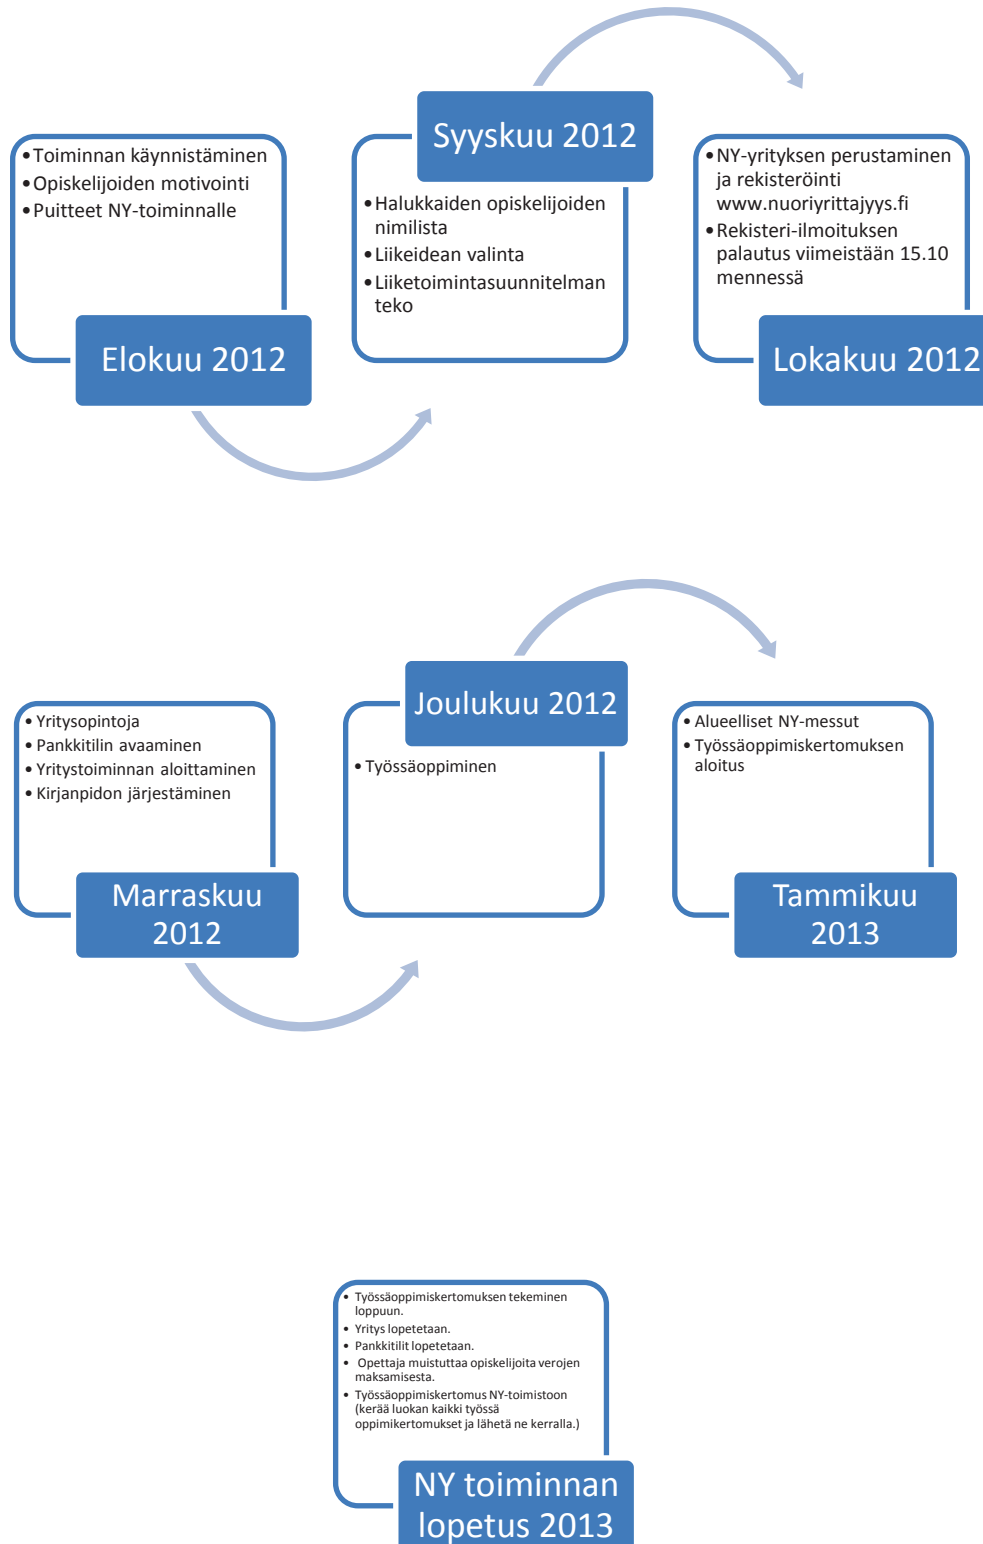 •Toiminnan käynnistäminen
•Opiskelijoiden motivointi
•Puitteet NY-toiminnalle
Elokuu 2012
Syyskuu 2012
•Halukkaiden opiskelijoiden
nimilista
•Liikeidean valinta
•Liiketoimintasuunnitelman
teko
•NY-yrityksen perustaminen
ja rekisteröinti
www.nuoriyrittajyys.fi
•Rekisteri-ilmoituksen
palautus viimeistään 15.10
mennessä
Lokakuu 2012
• Yritysopintoja
• Pankkitilin avaaminen
• Yritystoiminnan aloittaminen
• Kirjanpidon järjestäminen
Marraskuu
2012
Joulukuu 2012
• Työssäoppiminen
• Alueelliset NY-messut
• Työssäoppimiskertomuksen
aloitus
Tammikuu
2013
• Työssäoppimiskertomuksen tekeminen
loppuun.
• Yritys lopetetaan.
• Pankkitilit lopetetaan.
• Opettaja muistuttaa opiskelijoita verojen
maksamisesta.
• Työssäoppimiskertomus NY-toimistoon
(kerää luokan kaikki työssä
oppimikertomukset ja lähetä ne kerralla.)
NY toiminnan
lopetus 2013